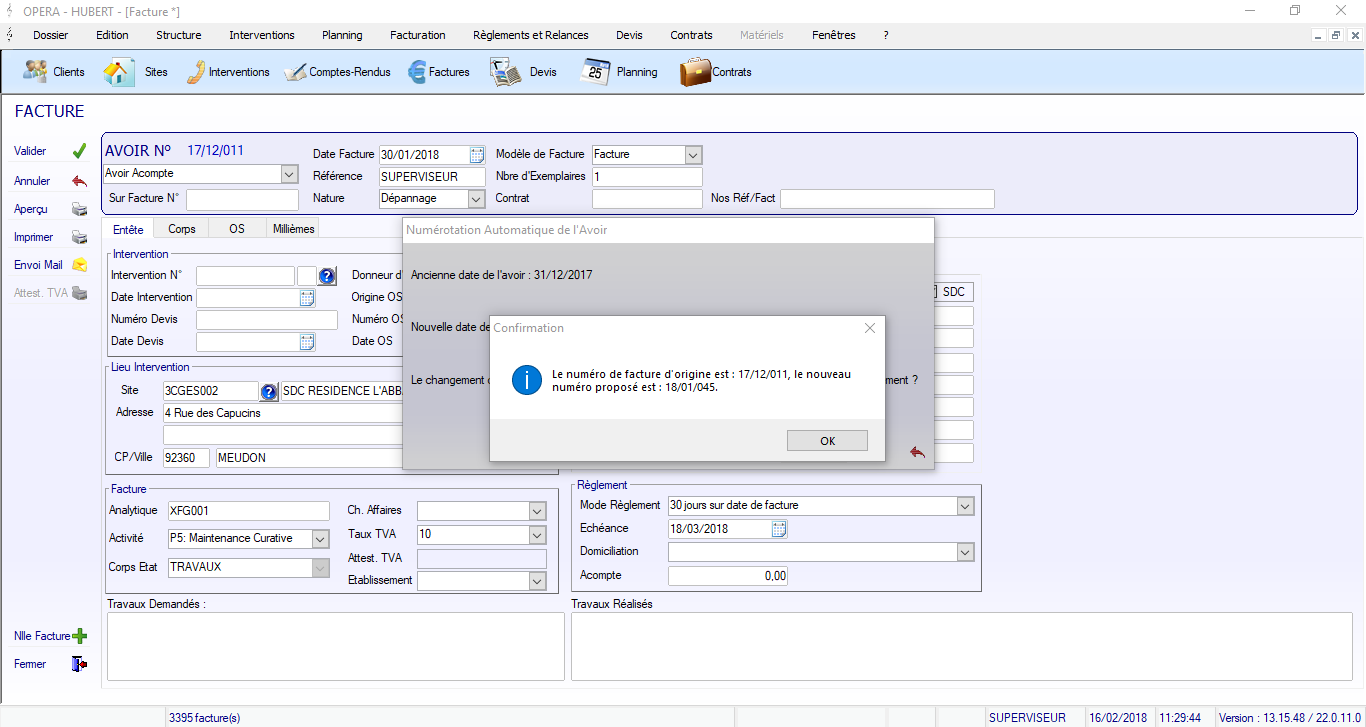 OPERA - HUBERT - [Facture *]
Dossier Edition Structure Interventions Planning Facturation Règlements et Relances Devis Contrats Matériels Fenêtres ?
Clients Sites Interventions Comptes-Rendus Factures Devis 25 Planning Contrats
FACTURE
Valider
Annuler
Aperçu
Imprimer
Envoi Mail
Attest. TVA
AVOIR N° 17/12/011
Avoir Acompte
Sur Facture N°
Date Facture 30/01/2018
Référence SUPERVISEUR
Nature Dépannage
Modèle de Facture Facture
Nbre d'Exemplaires 1
Contrat
Nos Réf/Fact
Entête Corps OS Millièmes
Intervention
Intervention N°
Date Intervention
Numéro Devis
Date Devis
Donneur d'
Origine OS
Numéro OS
Date OS
SDC
Numérotation Automatique de l'Avoir
Ancienne date de l'avoir : 31/12/2017
Nouvelle date de
Le changement
ment ?
Confirmation
Le numéro de facture d'origine est : 17/12/011, le nouveau
numéro proposé est : 18/01/045.
OK
Lieu Intervention
Site 3CGES002 SDC RESIDENCE L'ABB
Adresse 4 Rue des Capucins
CP/Ville 92360 MEUDON
Facture
Analytique XFG001
Activité P5: Maintenance Curative
Corps Etat TRAVAUX
Ch. Affaires
Taux TVA 10
Attest. TVA
Etablissement
Règlement
Mode Règlement 30 jours sur date de facture
Echéance 18/03/2018
Domiciliation
Acompte 0,00
Travaux Demandés :
Travaux Réalisés
Nlle Facture
Fermer
3395 facture(s)
SUPERVISEUR 16/02/2018 11:29:44 Version : 13.15.48 / 22.0.11.0